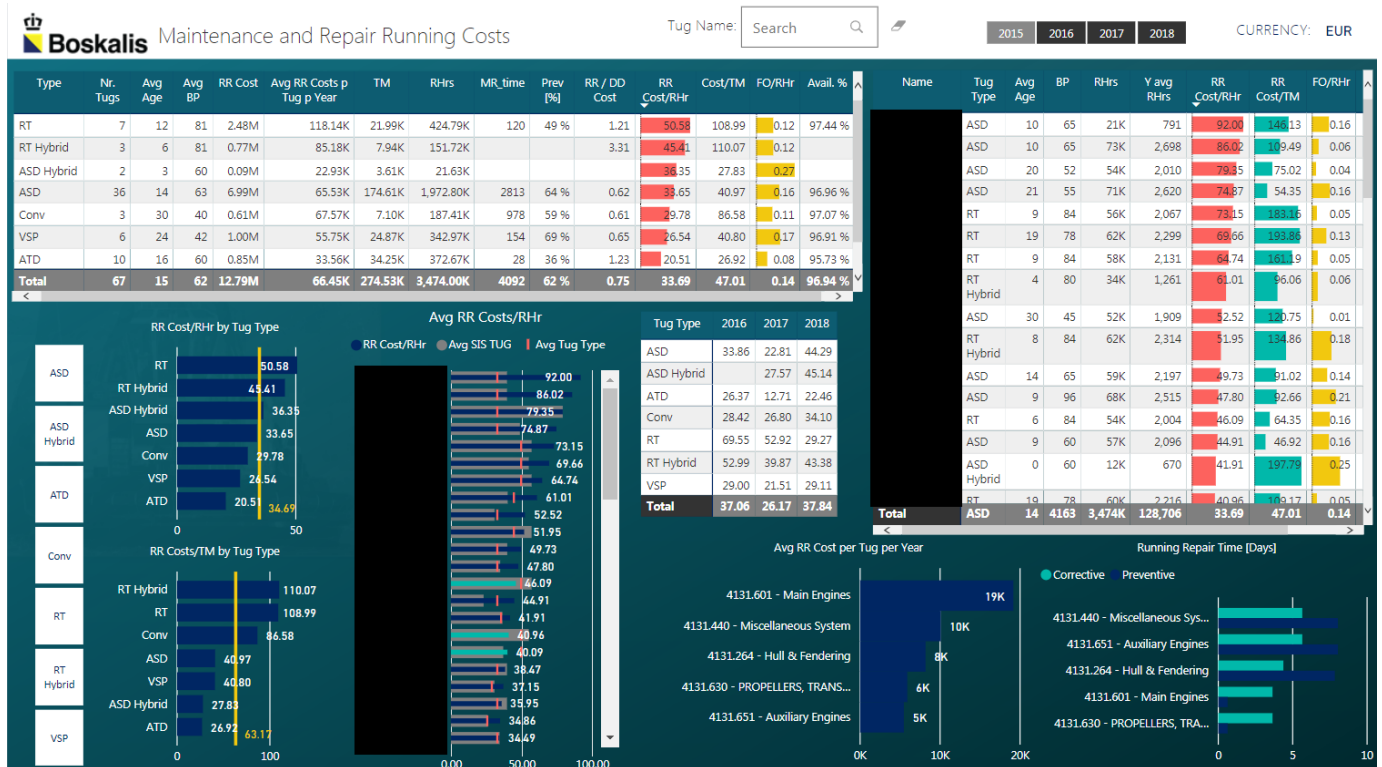 Boskalis Maintenance and Repair Running Costs
Tug Name: Search
2015 2016 2017 2018
CURRENCY: EUR
Type Nr. Tugs Avg Age Avg BP RR Cost Avg RR Costs p Tug p Year TM RHrs MR_time Prev [%] RR / DD Cost RR Cost/RHr Cost/TM FO/RHr Avail. %
RT 7 12 81 2.48M 118.14K 21.99K 424.79K 120 49 % 1.21 50.58 108.99 0.12 97.44 %
RT Hybrid 3 6 81 0.77M 85.18K 7.94K 151.72K 3.31 45.41 110.07 0.12
ASD Hybrid 2 3 60 0.09M 22.93K 3.61K 21.63K 36.35 27.83 0.27
ASD 36 14 63 6.99M 65.53K 174.61K 1,972.80K 2813 64 % 0.62 33.65 40.97 0.16 96.96 %
Conv 3 30 40 0.61M 67.57K 7.10K 187.41K 978 59 % 0.61 29.78 86.58 0.11 97.07 %
VSP 6 24 42 1.00M 55.75K 24.87K 342.97K 154 69 % 0.65 26.54 40.80 0.17 96.91 %
ATD 10 16 60 0.85M 33.56K 34.25K 372.67K 28 36 % 1.23 20.51 26.92 0.08 95.73 %
Total 67 15 62 12.79M 66.45K 274.53K 3,474.00K 4092 62 % 0.75 33.69 47.01 0.14 96.94 %
Name Tug Type Avg Age BP RHrs Y avg RHrs RR Cost/RHr RR Cost/TM FO/RHr
ASD 10 65 21K 791 92.00 146.13 0.16
ASD 10 65 73K 2,698 86.02 109.49 0.06
ASD 20 52 54K 2,010 79.35 75.02 0.04
ASD 21 55 71K 2,620 74.87 54.35 0.16
RT 9 84 56K 2,067 73.15 183.16 0.05
RT 19 78 62K 2,299 69.66 193.86 0.13
RT 9 84 58K 2,131 64.74 161.19 0.05
RT Hybrid 4 80 34K 1,261 61.01 96.06 0.06
ASD 30 45 52K 1,909 52.52 120.75 0.01
RT Hybrid 8 84 62K 2,314 51.95 134.86 0.18
ASD 14 65 59K 2,197 49.73 91.02 0.14
ASD 9 96 68K 2,515 47.80 92.66 0.21
RT 6 84 54K 2,004 46.09 64.35 0.16
ASD 9 60 57K 2,096 44.91 46.92 0.16
ASD Hybrid 0 60 12K 670 41.91 197.79 0.25
RT 19 78 60K 2,216 40.96 109.17 0.05
Total ASD 14 4163 3,474K 128,706 33.69 47.01 0.14
ASD
ASD Hybrid
ATD
Conv
RT
RT Hybrid
VSP
RR Cost/RHr by Tug Type
RT 50.58
RT Hybrid 45.41
ASD Hybrid 36.35
ASD 33.65
Conv 29.78
VSP 26.54
ATD 20.51
34.69
0 50
RR Costs/TM by Tug Type
RT Hybrid 110.07
RT 108.99
Conv 86.58
ASD 40.97
VSP 40.80
ASD Hybrid 27.83
ATD 26.92
63.17
0 100
Avg RR Costs/RHr
RR Cost/RHr Avg SIS TUG Avg Tug Type
92.00
86.02
79.35
74.87
73.15
69.66
64.74
61.01
52.52
51.95
49.73
47.80
46.09
44.91
41.91
40.96
40.09
38.47
37.15
35.95
34.86
34.49
0.00 50.00 100.00
Tug Type 2016 2017 2018
ASD 33.86 22.81 44.29
ASD Hybrid 27.57 45.14
ATD 26.37 12.71 22.46
Conv 28.42 26.80 34.10
RT 69.55 52.92 29.27
RT Hybrid 52.99 39.87 43.38
VSP 29.00 21.51 29.11
Total 37.06 26.17 37.84
Avg RR Cost per Tug per Year
4131.601 - Main Engines 19K
4131.440 - Miscellaneous System 10K
4131.264 - Hull & Fendering 8K
4131.630 - PROPELLERS, TRANS... 6K
4131.651 - Auxiliary Engines 5K
0K 10K 20K
Running Repair Time [Days]
Corrective Preventive
4131.440 - Miscellaneous Sys...
4131.651 - Auxiliary Engines
4131.264 - Hull & Fendering
4131.601 - Main Engines
4131.630 - PROPELLERS, TRA...
0 5 10